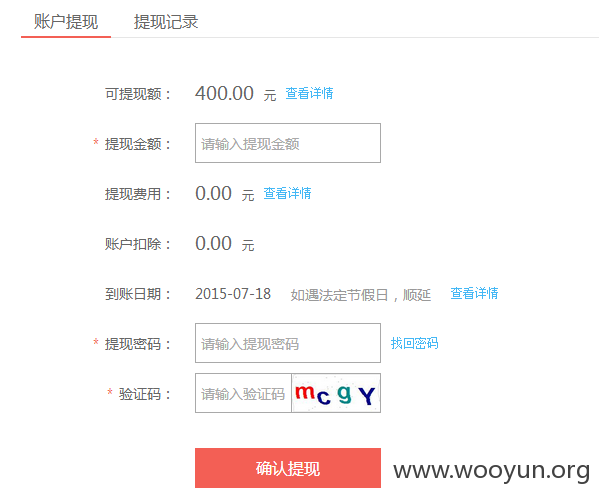 账户提现 提现记录
可提现额： 400.00 元 查看详情
* 提现金额： 请输入提现金额
提现费用： 0.00 元 查看详情
账户扣除： 0.00 元
到账日期： 2015-07-18 如遇法定节假日，顺延 查看详情
* 提现密码： 请输入提现密码 找回密码
* 验证码： 请输入验证码 mcgY
确认提现
www.wooyun.org